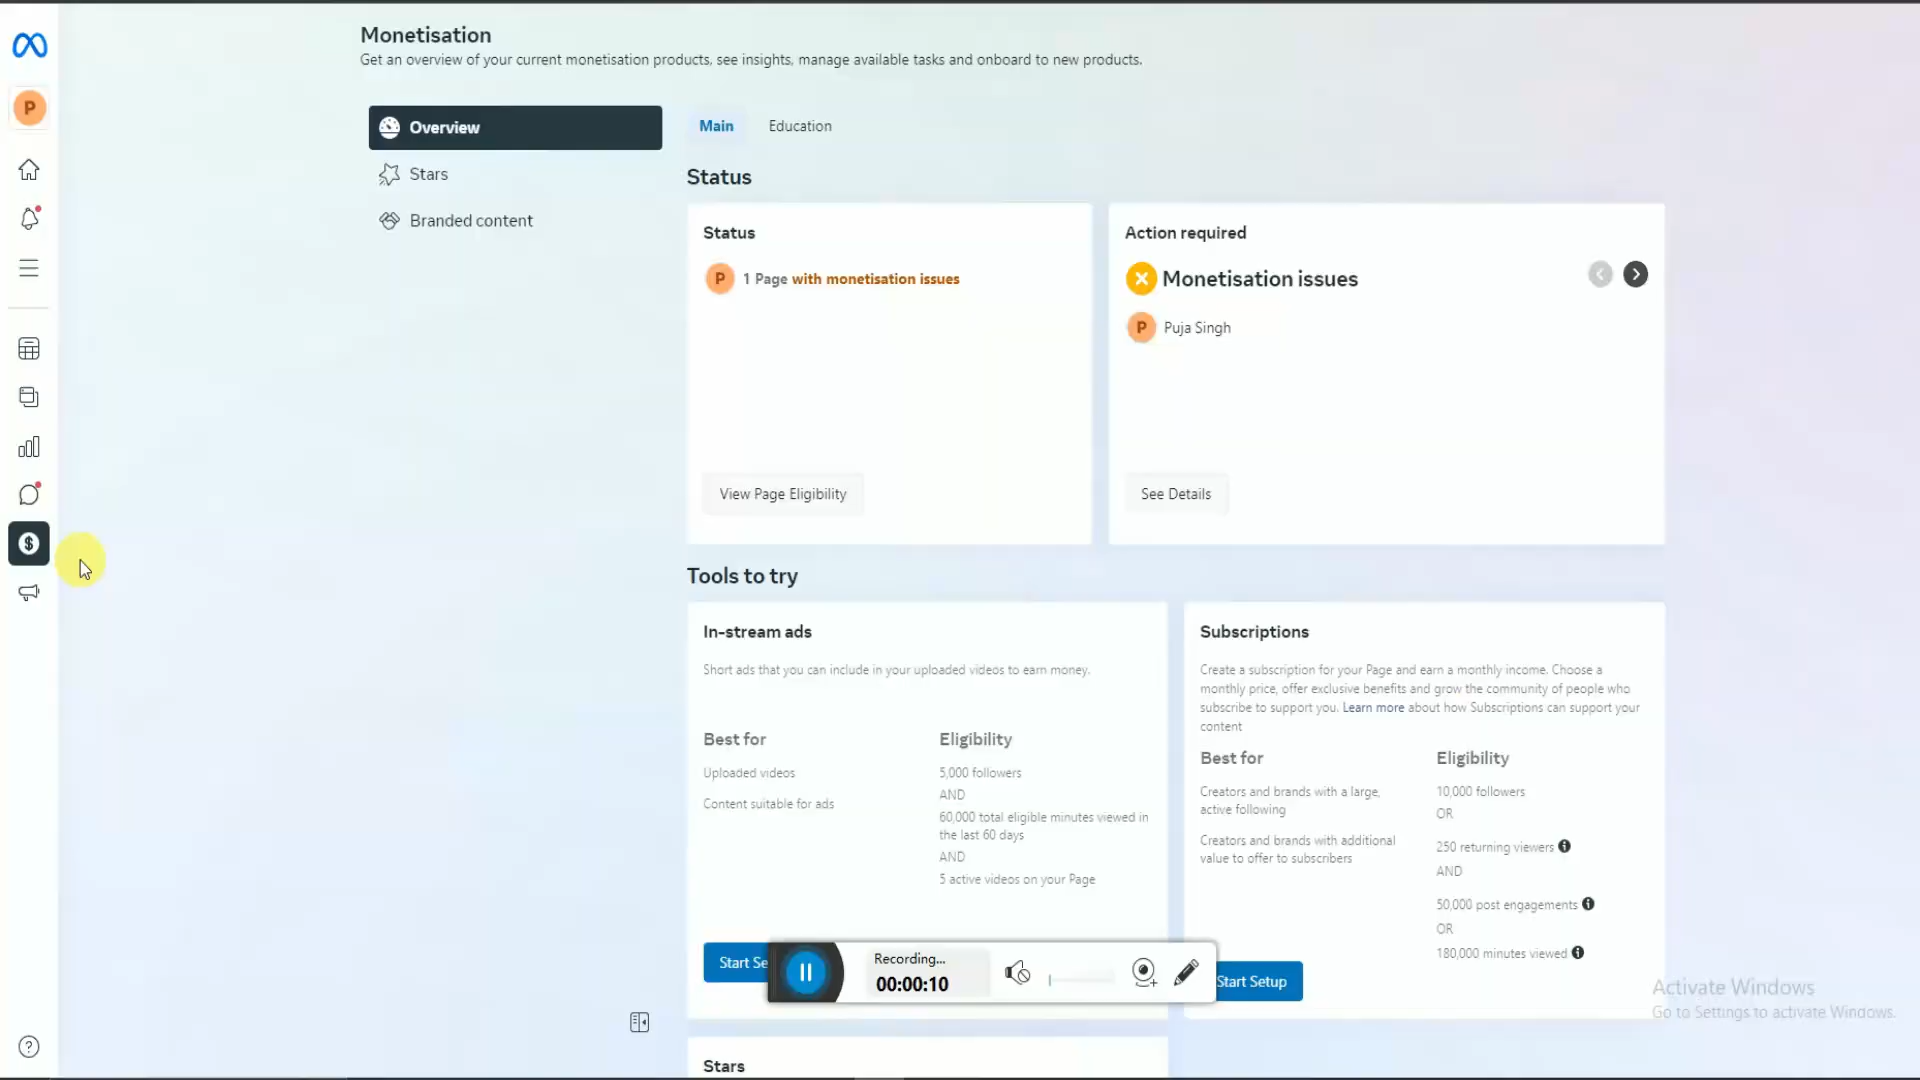 Monetisation
Get an overview of your current monetisation products, see insights, manage available tasks and onboard to new products.
P
Overview
Stars
Branded content
Main
Education
Status
Status
P 1 Page with monetisation issues
View Page Eligibility
Action required
Monetisation issues
P Puja Singh
See Details
Tools to try
In-stream ads
Short ads that you can include in your uploaded videos to earn money.
Best for
Uploaded videos
Content suitable for ads
Eligibility
5,000 followers
AND
60,000 total eligible minutes viewed in
the last 60 days
AND
5 active videos on your Page
Start Se
Subscriptions
Create a subscription for your Page and earn a monthly income. Choose a
monthly price, offer exclusive benefits and grow the community of people who
subscribe to support you. Learn more about how Subscriptions can support your
content
Best for
Creators and brands with a large,
active following
Creators and brands with additional
value to offer to subscribers
Eligibility
10,000 followers
OR
250 returning viewers
AND
50,000 post engagements
OR
180,000 minutes viewed
Start Setup
Recording...
00:00:10
Stars
Activate Windows
Go to Settings to activate Windows.